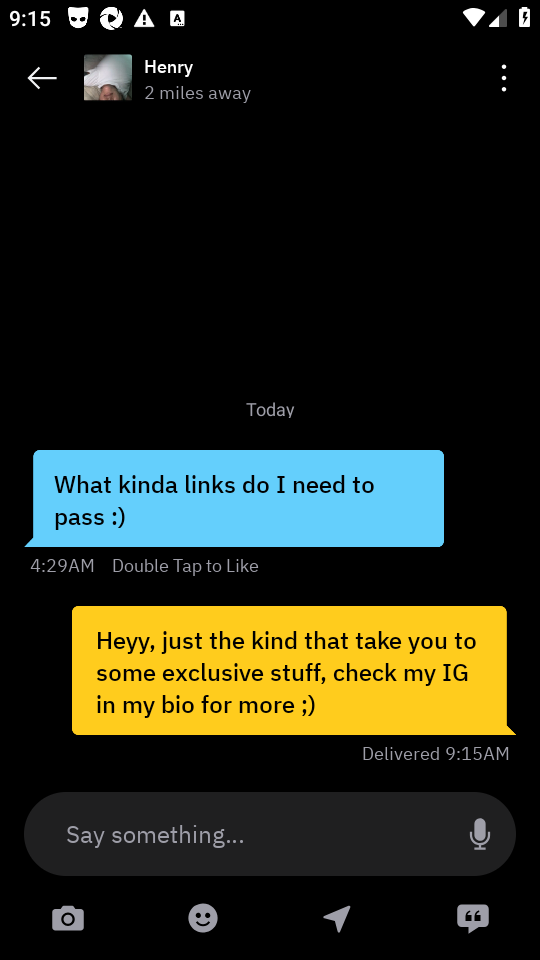 9:15
Henry
2 miles away
Today
What kinda links do I need to
pass :)
4:29AM Double Tap to Like
Heyy, just the kind that take you to
some exclusive stuff, check my IG
in my bio for more ;)
Delivered 9:15AM
Say something...